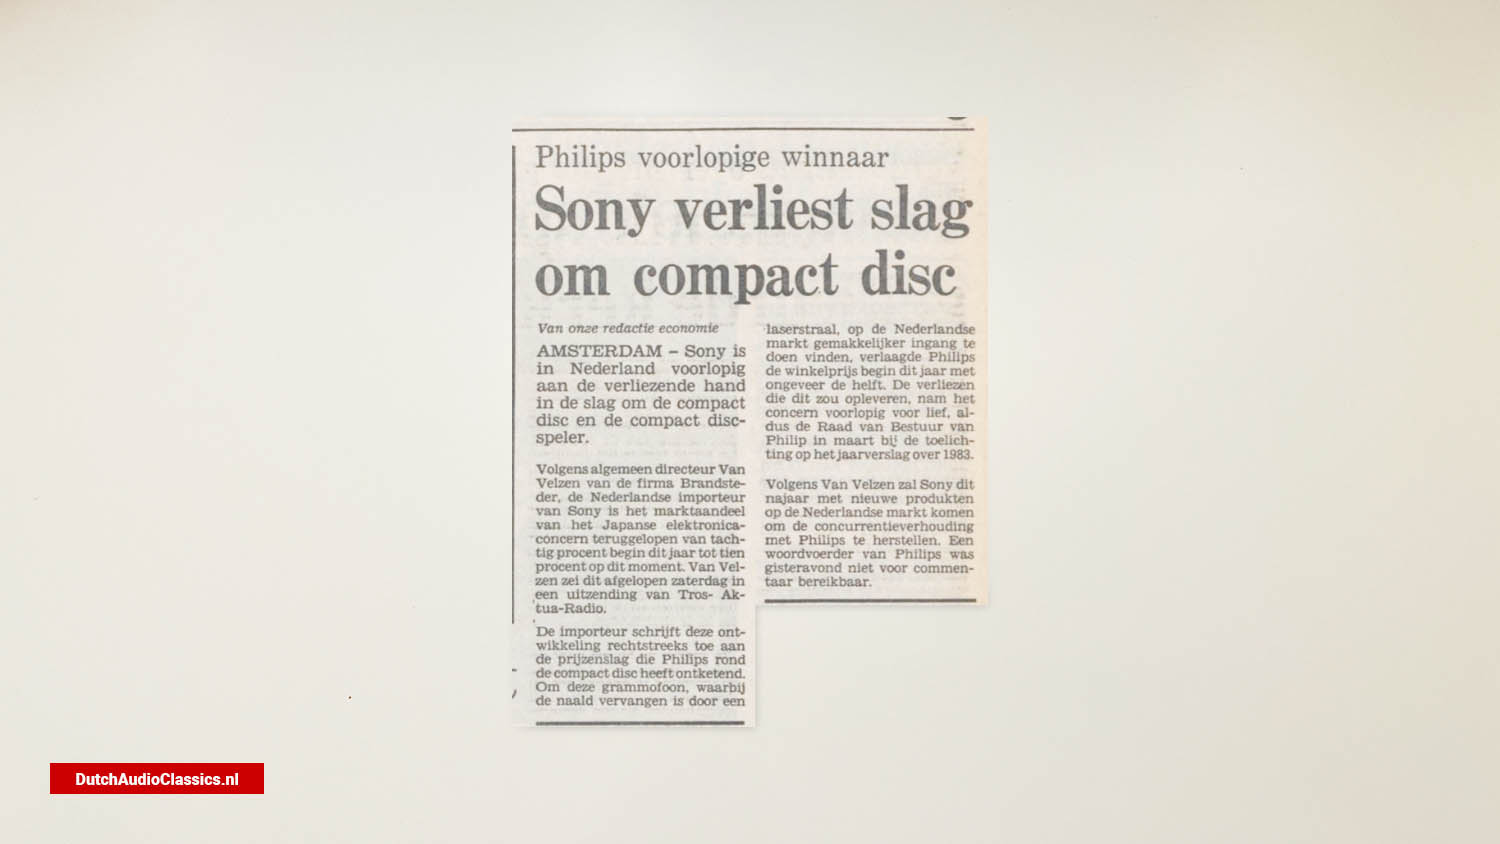 Philips voorlopige winnaar
Sony verliest slag
om compact disc
Van onze redactie economie
AMSTERDAM – Sony is
in Nederland voorlopig
aan de verliezende hand
in de slag om de compact
disc en de compact disc-
speler.
Volgens algemeen directeur Van
Velzen van de firma Brandste-
der, de Nederlandse importeur
van Sony is het marktaandeel
van het Japanse elektronica-
concern teruggelopen van tach-
tig procent begin dit jaar tot tien
procent op dit moment. Van Vel-
zen zei dit afgelopen zaterdag in
een uitzending van Tros- Ak-
tua-Radio.
De importeur schrijft deze ont-
wikkeling rechtstreeks toe aan
de prijzenslag die Philips rond
de compact disc heeft ontketend.
Om deze grammofoon, waarbij
de naald vervangen is door een
laserstraal, op de Nederlandse
markt gemakkelijker ingang te
doen vinden, verlaagde Philips
de winkelprijs begin dit jaar met
ongeveer de helft. De verliezen
die dit zou opleveren, nam het
concern voorlopig voor lief, al-
dus de Raad van Bestuur van
Philip in maart bij de toelich-
ting op het jaarverslag over 1983.
Volgens Van Velzen zal Sony dit
najaar met nieuwe produkten
op de Nederlandse markt komen
om de concurrentieverhouding
met Philips te herstellen. Een
woordvoerder van Philips was
gisteravond niet voor commen-
taar bereikbaar.
DutchAudioClassics.nl